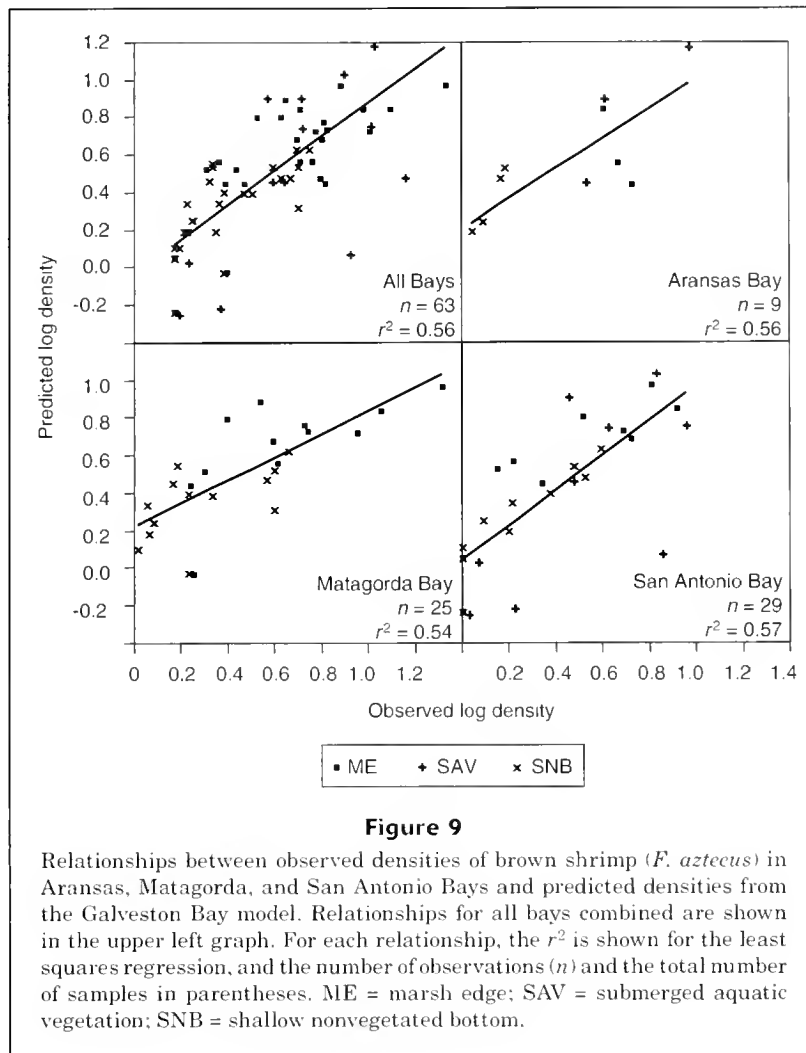 1.2
1.0
0.8
0.6
0.4
0.2
0.0
-0.2
All Bays
n = 63
r² = 0.56
Aransas Bay
n = 9
r² = 0.56
Predicted log density
1.0
0.8
0.6
0.4
0.2
0.0
-0.2
Matagorda Bay
n = 25
r² = 0.54
San Antonio Bay
n = 29
r² = 0.57
0 0.2 0.4 0.6 0.8 1.0 1.2 0.2 0.4 0.6 0.8 1.0 1.2 1.4
Observed log density
ME SAV SNB
Figure 9
Relationships between observed densities of brown shrimp (F. aztecus) in
Aransas, Matagorda, and San Antonio Bays and predicted densities from
the Galveston Bay model. Relationships for all bays combined are shown
in the upper left graph. For each relationship, the r² is shown for the least
squares regression, and the number of observations (n) and the total number
of samples in parentheses. ME = marsh edge; SAV = submerged aquatic
vegetation; SNB = shallow nonvegetated bottom.